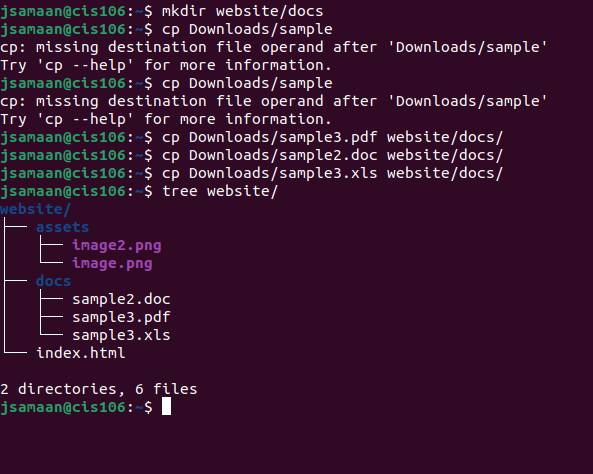 jsamaan@cis106:~$ mkdir website/docs
jsamaan@cis106:~$ cp Downloads/sample
cp: missing destination file operand after 'Downloads/sample'
Try 'cp --help' for more information.
jsamaan@cis106:~$ cp Downloads/sample
cp: missing destination file operand after 'Downloads/sample'
Try 'cp --help' for more information.
jsamaan@cis106:~$ cp Downloads/sample3.pdf website/docs/
jsamaan@cis106:~$ cp Downloads/sample2.doc website/docs/
jsamaan@cis106:~$ cp Downloads/sample3.xls website/docs/
jsamaan@cis106:~$ tree website/
website/
├── assets
│   ├── image2.png
│   └── image.png
├── docs
│   ├── sample2.doc
│   ├── sample3.pdf
│   └── sample3.xls
└── index.html
2 directories, 6 files
jsamaan@cis106:~$